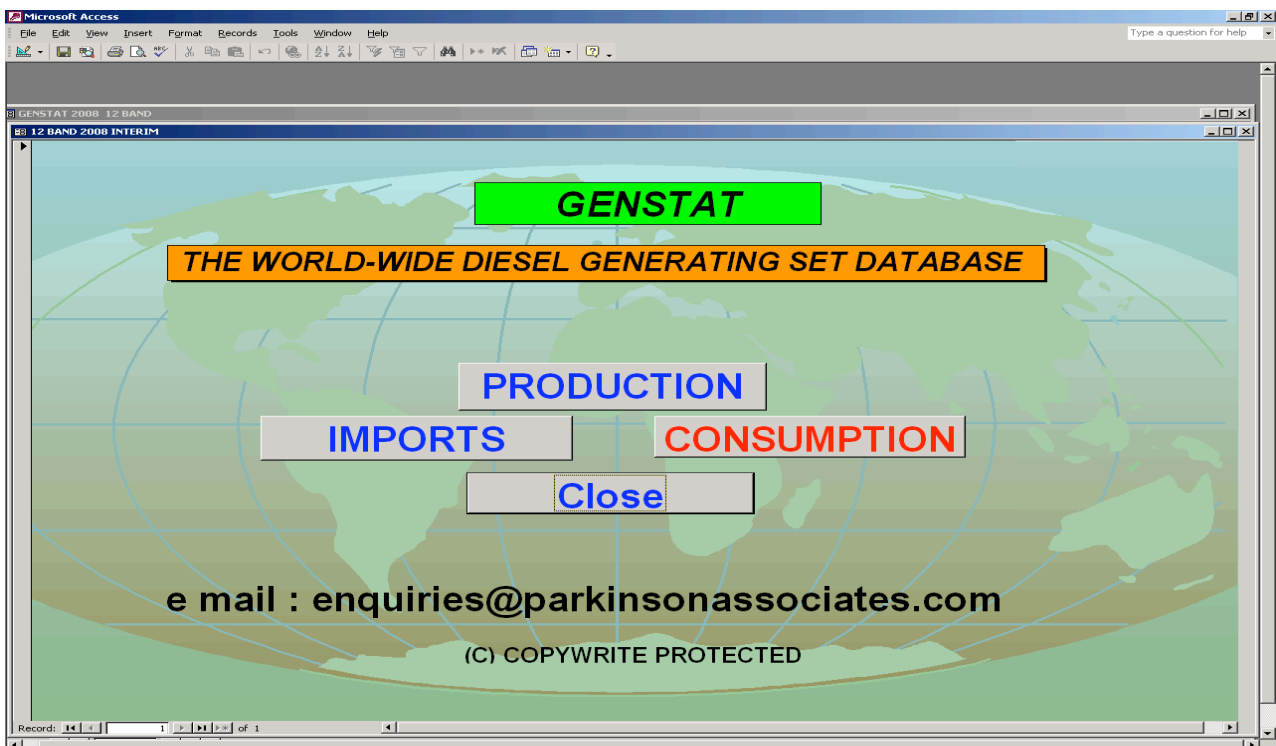 Microsoft Access
File Edit View Insert Format Records Tools Window Help
Type a question for help
GENSTAT 2008 12 BAND
12 BAND 2008 INTERIM
GENSTAT
THE WORLD-WIDE DIESEL GENERATING SET DATABASE
PRODUCTION
IMPORTS
CONSUMPTION
Close
e mail : enquiries@parkinsonassociates.com
(C) COPYWRITE PROTECTED
Record: 1 of 1